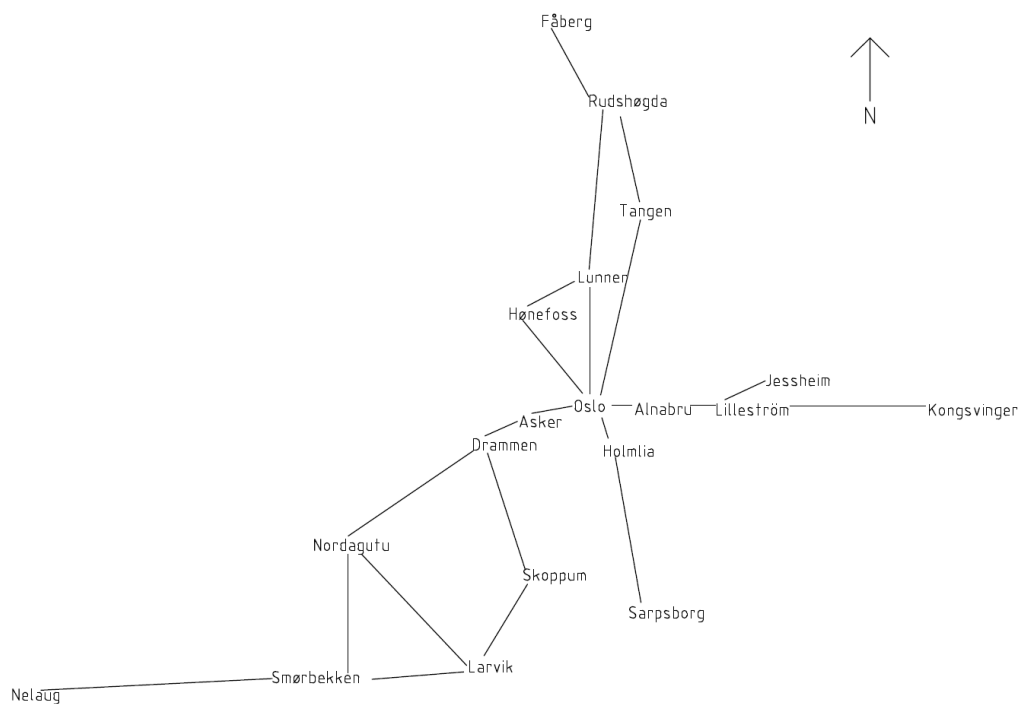 Fåberg
Rudshøgda
N
Tangen
Lunner
Hønefoss
Jessheim
Oslo
Alnabru
Lilleström
Kongsvinger
Asker
Drammen
Holmlia
Nordagutu
Skoppum
Sarpsborg
Larvik
Smørbekken
Nelaug